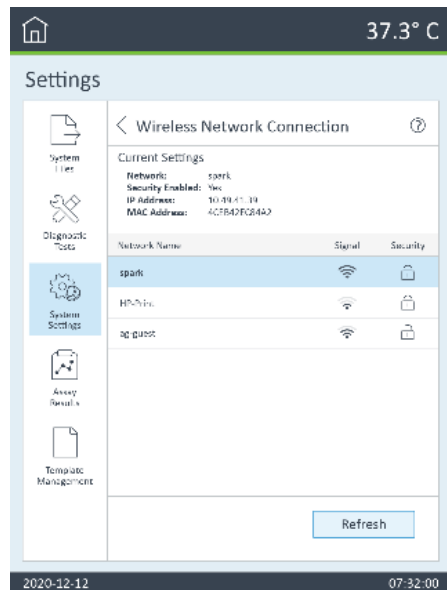 37.3° C
Settings
System
Files
Diagnostic
Tests
System
Settings
Assay
Results
Template
Management
Wireless Network Connection
Current Settings
Network: spark
Security Enabled: Yes
IP Address: 10.49.41.39
MAC Address:
Network Name Signal Security
spark
HP-Print
ag-guest
Refresh
2020-12-12 07:32:00